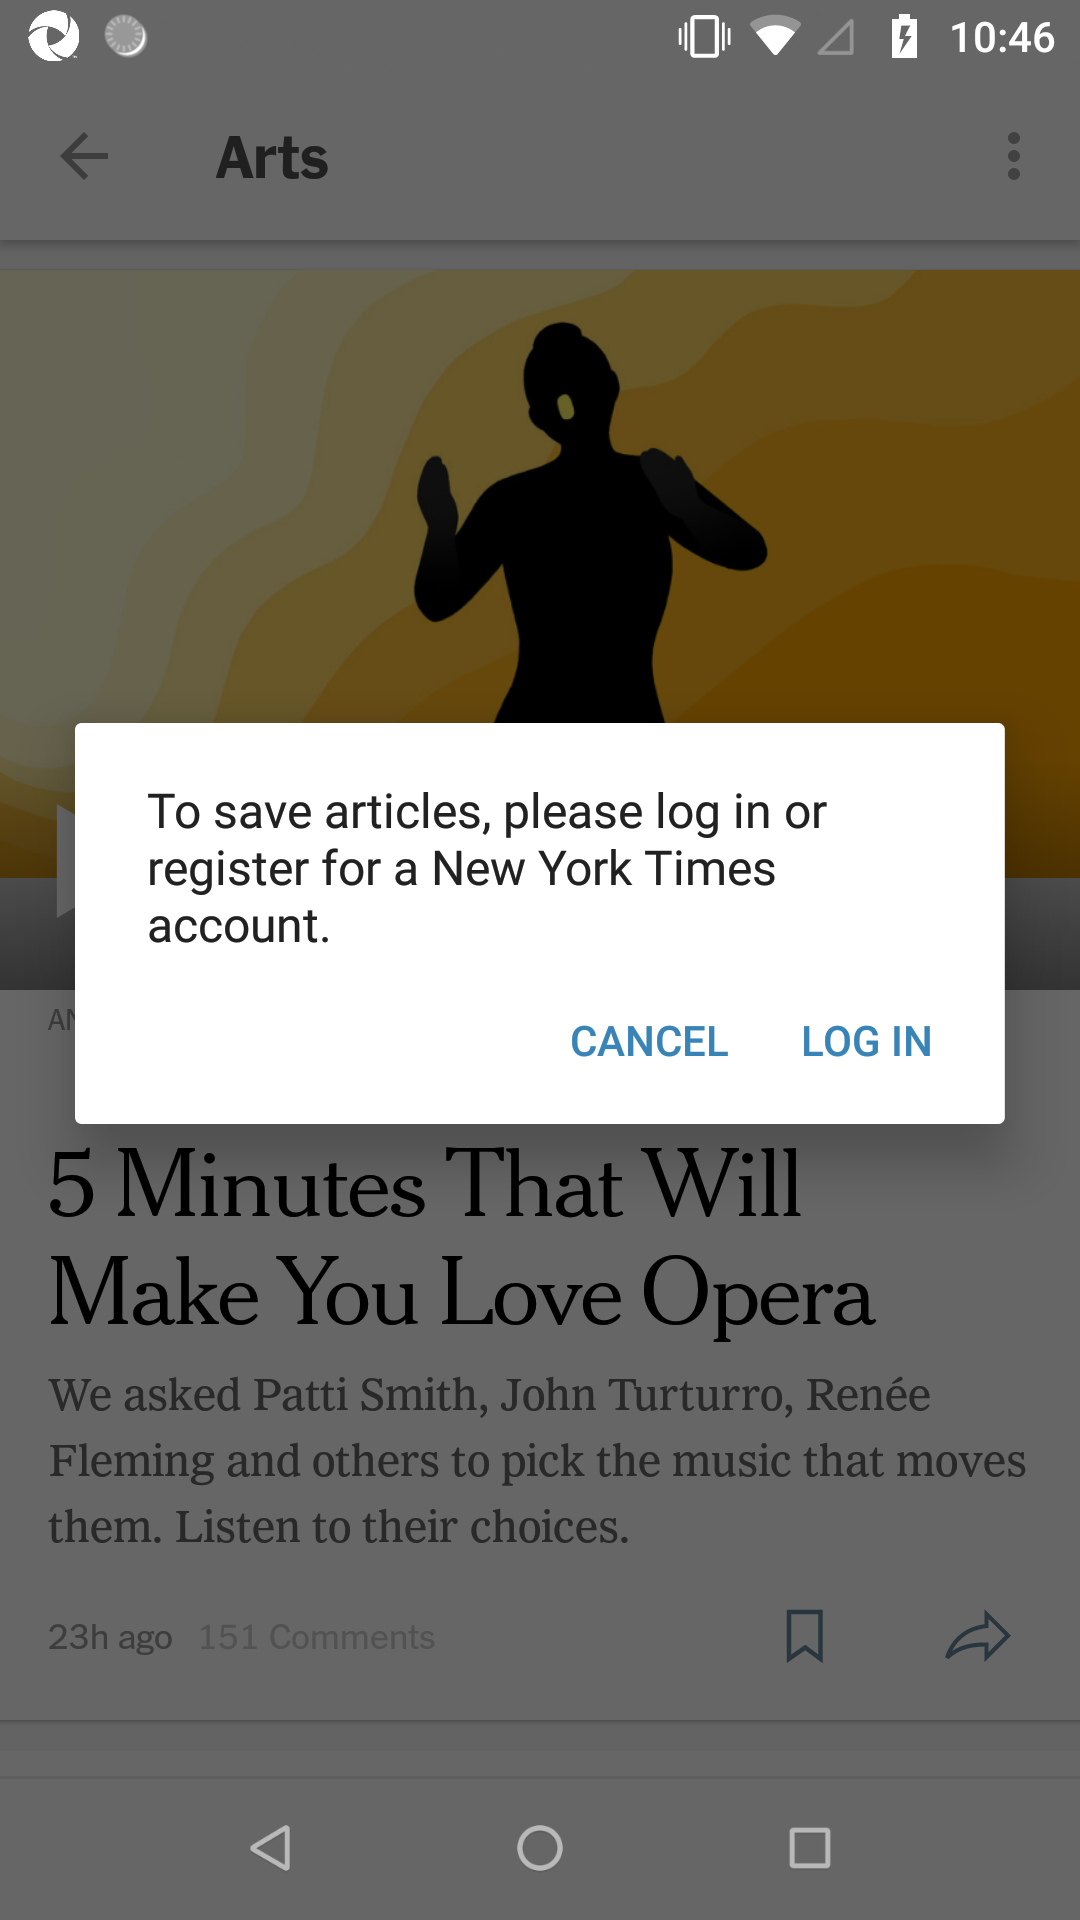 10:46
Arts
To save articles, please log in or
register for a New York Times
account.
CANCEL LOG IN
5 Minutes That Will
Make You Love Opera
We asked Patti Smith, John Turturro, Renée
Fleming and others to pick the music that moves
them. Listen to their choices.
23h ago 151 Comments